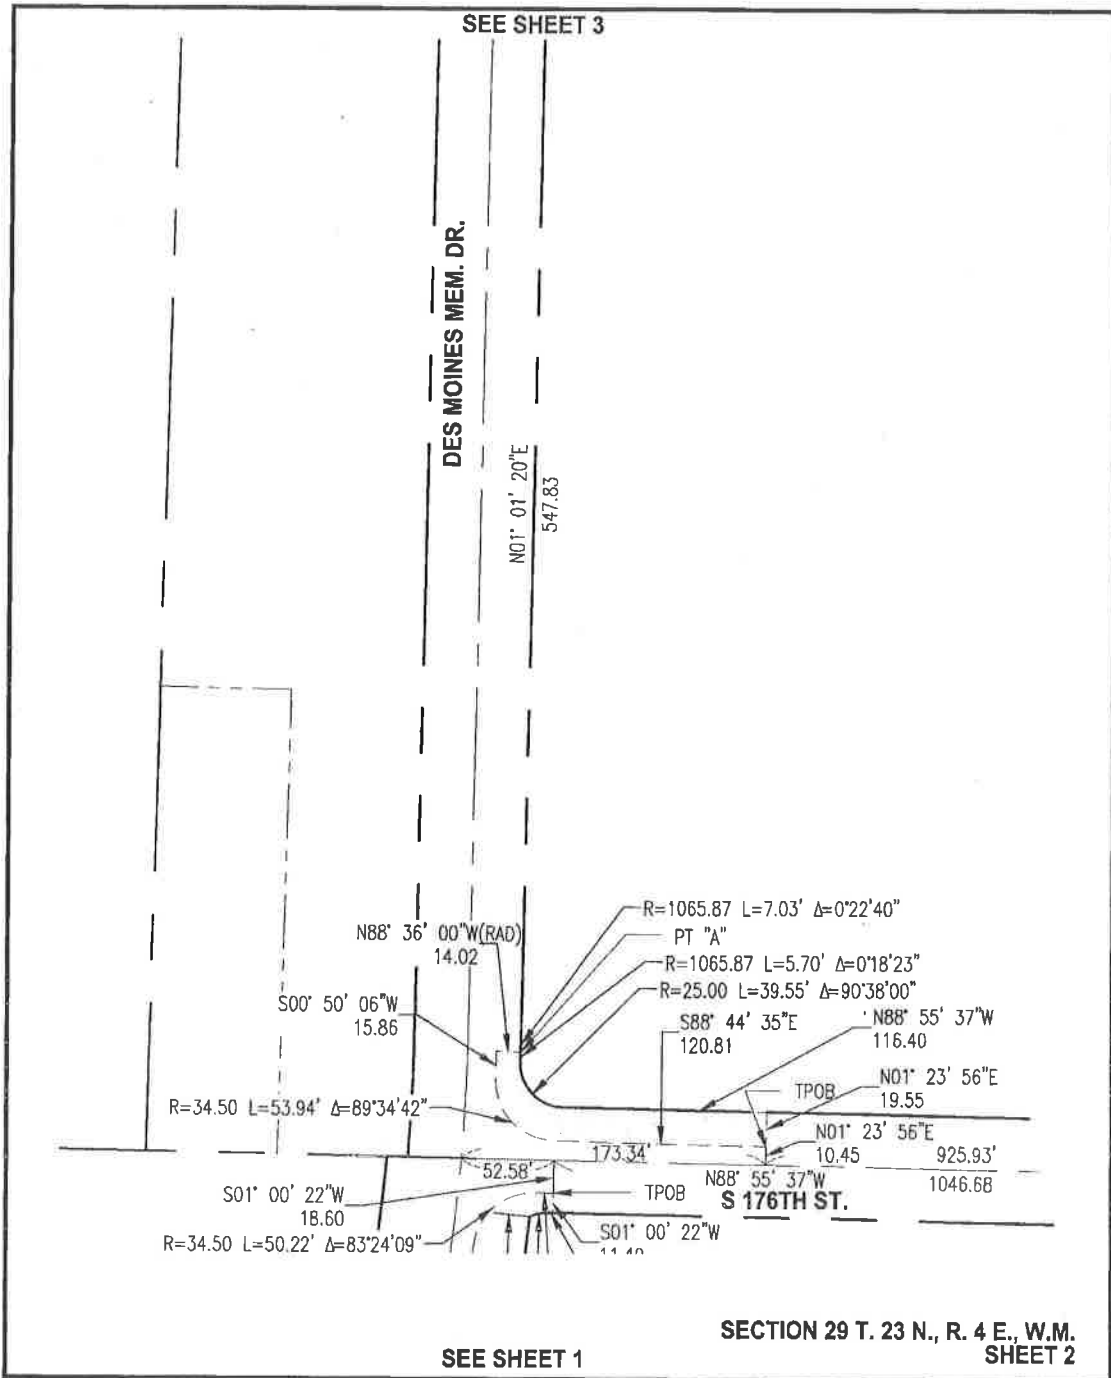 SEE SHEET 3
DES MOINES MEM. DR.
N01° 01' 20"E
547.83
R=1065.87 L=7.03' Δ=0°22'40"
PT "A"
N88° 36' 00"W(RAD)
14.02
R=1065.87 L=5.70' Δ=0°18'23"
R=25.00 L=39.55' Δ=90°38'00"
S00° 50' 06"W
15.86
S88° 44' 35"E
120.81
N88° 55' 37"W
116.40
N01° 23' 56"E
19.55
TPOB
R=34.50 L=53.94' Δ=89°34'42"
N01° 23' 56"E
10.45
925.93'
173.34'
52.58'
N88° 55' 37"W
1046.68
S01° 00' 22"W
18.60
TPOB
S 176TH ST.
R=34.50 L=50.22' Δ=83°24'09"
S01° 00' 22"W
SECTION 29 T. 23 N., R. 4 E., W.M.
SEE SHEET 1
SHEET 2